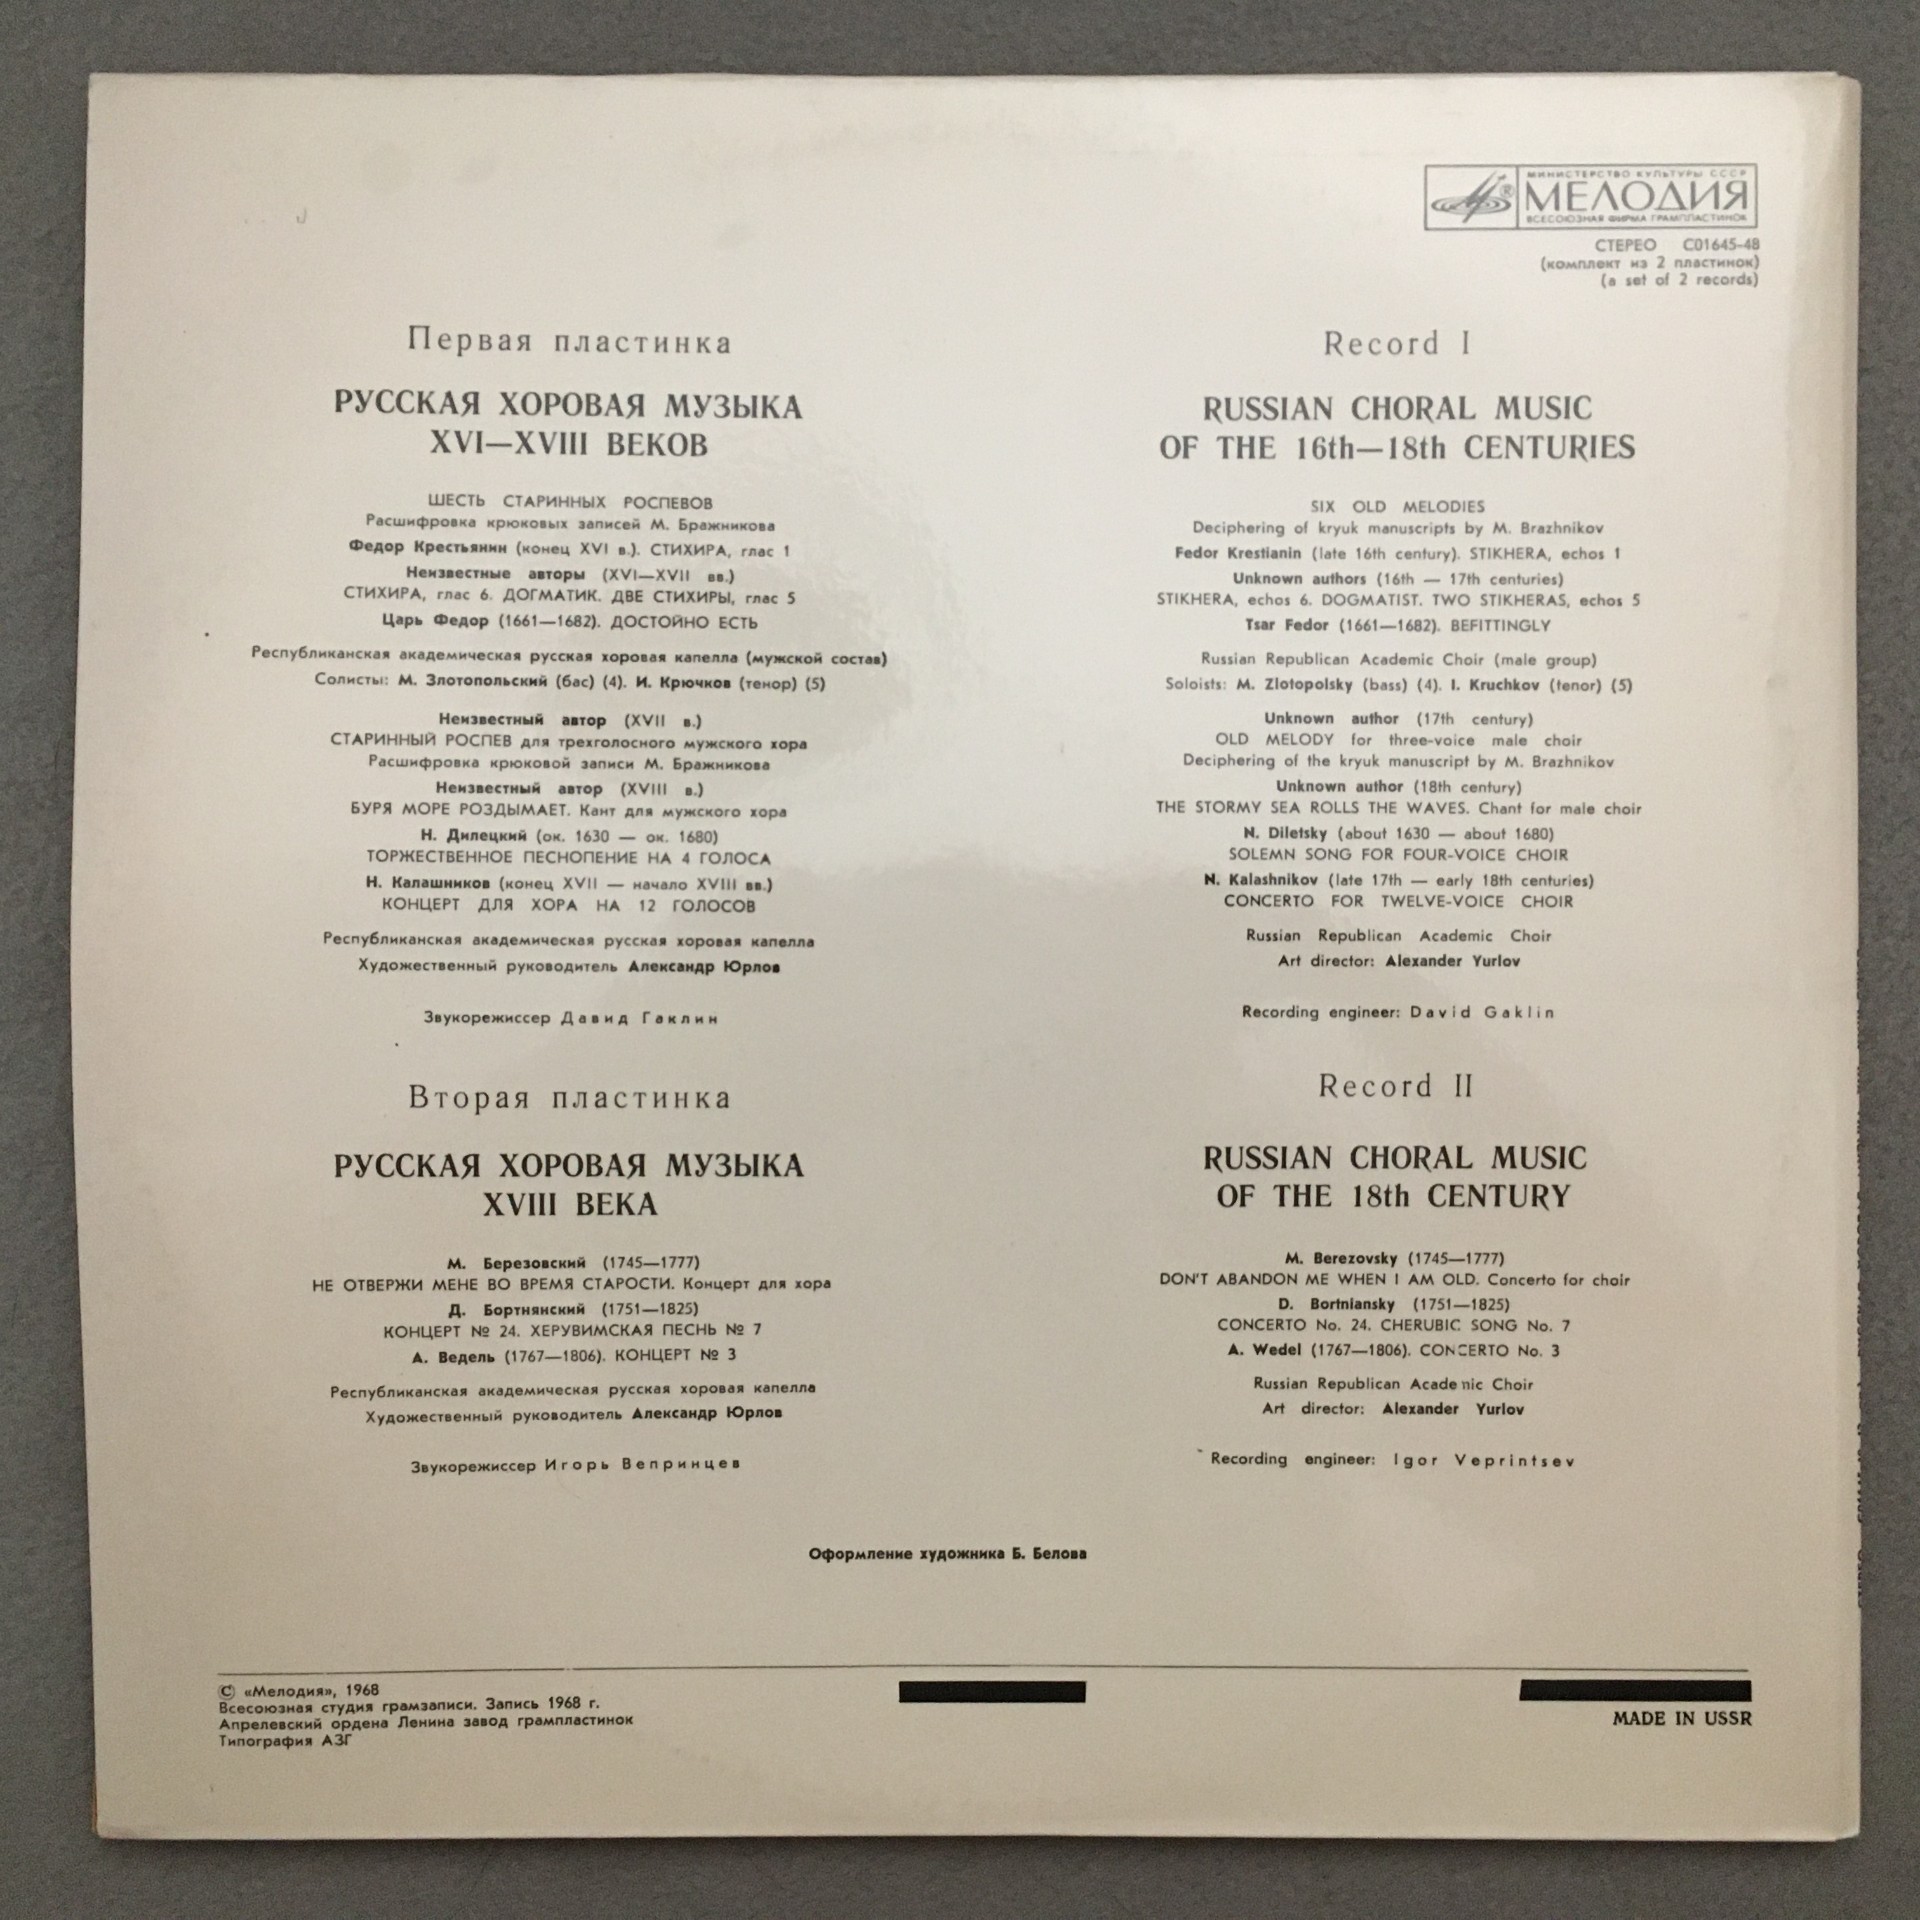 МИНИСТЕРСТВО КУЛЬТУРЫ СССР
МЕЛОДИЯ
ВСЕСОЮЗНАЯ ФИРМА ГРАМПЛАСТИНОК
СТЕРЕО С01645-48
(комплект из 2 пластинок)
(a set of 2 records)
Первая пластинка
РУССКАЯ ХОРОВАЯ МУЗЫКА
XVI—XVIII ВЕКОВ
ШЕСТЬ СТАРИННЫХ РОСПЕВОВ
Расшифровка крюковых записей М. Бражникова
Федор Крестьянин (конец XVI в.). СТИХИРА, глас 1
Неизвестные авторы (XVI—XVII вв.)
СТИХИРА, глас 6. ДОГМАТИК. ДВЕ СТИХИРЫ, глас 5
Царь Федор (1661—1682). ДОСТОЙНО ЕСТЬ
Республиканская академическая русская хоровая капелла (мужской состав)
Солисты: М. Злотопольский (бас) (4). И. Крючков (тенор) (5)
Неизвестный автор (XVII в.)
СТАРИННЫЙ РОСПЕВ для трехголосного мужского хора
Расшифровка крюковой записи М. Бражникова
Неизвестный автор (XVIII в.)
БУРЯ МОРЕ РОЗДЫМАЕТ. Кант для мужского хора
Н. Дилецкий (ок. 1630 — ок. 1680)
ТОРЖЕСТВЕННОЕ ПЕСНОПЕНИЕ НА 4 ГОЛОСА
Н. Калашников (конец XVII — начало XVIII вв.)
КОНЦЕРТ ДЛЯ ХОРА НА 12 ГОЛОСОВ
Республиканская академическая русская хоровая капелла
Художественный руководитель Александр Юрлов
Звукорежиссер Давид Гаклин
Вторая пластинка
РУССКАЯ ХОРОВАЯ МУЗЫКА
XVIII ВЕКА
М. Березовский (1745—1777)
НЕ ОТВЕРЖИ МЕНЕ ВО ВРЕМЯ СТАРОСТИ. Концерт для хора
Д. Бортнянский (1751—1825)
КОНЦЕРТ № 24. ХЕРУВИМСКАЯ ПЕСНЬ № 7
А. Ведель (1767—1806). КОНЦЕРТ № 3
Республиканская академическая русская хоровая капелла
Художественный руководитель Александр Юрлов
Звукорежиссер Игорь Вепринцев
Record I
RUSSIAN CHORAL MUSIC
OF THE 16th—18th CENTURIES
SIX OLD MELODIES
Deciphering of kryuk manuscripts by M. Brazhnikov
Fedor Krestianin (late 16th century). STIKHERA, echos 1
Unknown authors (16th — 17th centuries)
STIKHERA, echos 6. DOGMATIST. TWO STIKHERAS, echos 5
Tsar Fedor (1661—1682). BEFITTINGLY
Russian Republican Academic Choir (male group)
Soloists: M. Zlotopolsky (bass) (4). I. Kruchkov (tenor) (5)
Unknown author (17th century)
OLD MELODY for three-voice male choir
Deciphering of the kryuk manuscript by M. Brazhnikov
Unknown author (18th century)
THE STORMY SEA ROLLS THE WAVES. Chant for male choir
N. Diletsky (about 1630 — about 1680)
SOLEMN SONG FOR FOUR-VOICE CHOIR
N. Kalashnikov (late 17th — early 18th centuries)
CONCERTO FOR TWELVE-VOICE CHOIR
Russian Republican Academic Choir
Art director: Alexander Yurlov
Recording engineer: David Gaklin
Record II
RUSSIAN CHORAL MUSIC
OF THE 18th CENTURY
M. Berezovsky (1745—1777)
DON'T ABANDON ME WHEN I AM OLD. Concerto for choir
D. Bortniansky (1751—1825)
CONCERTO No. 24. CHERUBIC SONG No. 7
A. Wedel (1767—1806). CONCERTO No. 3
Russian Republican Academic Choir
Art director: Alexander Yurlov
Recording engineer: Igor Veprintsev
Оформление художника Б. Белова
© «Мелодия», 1968
Всесоюзная студия грамзаписи. Запись 1968 г.
Апрелевский ордена Ленина завод грампластинок
Типография АЗГ
MADE IN USSR